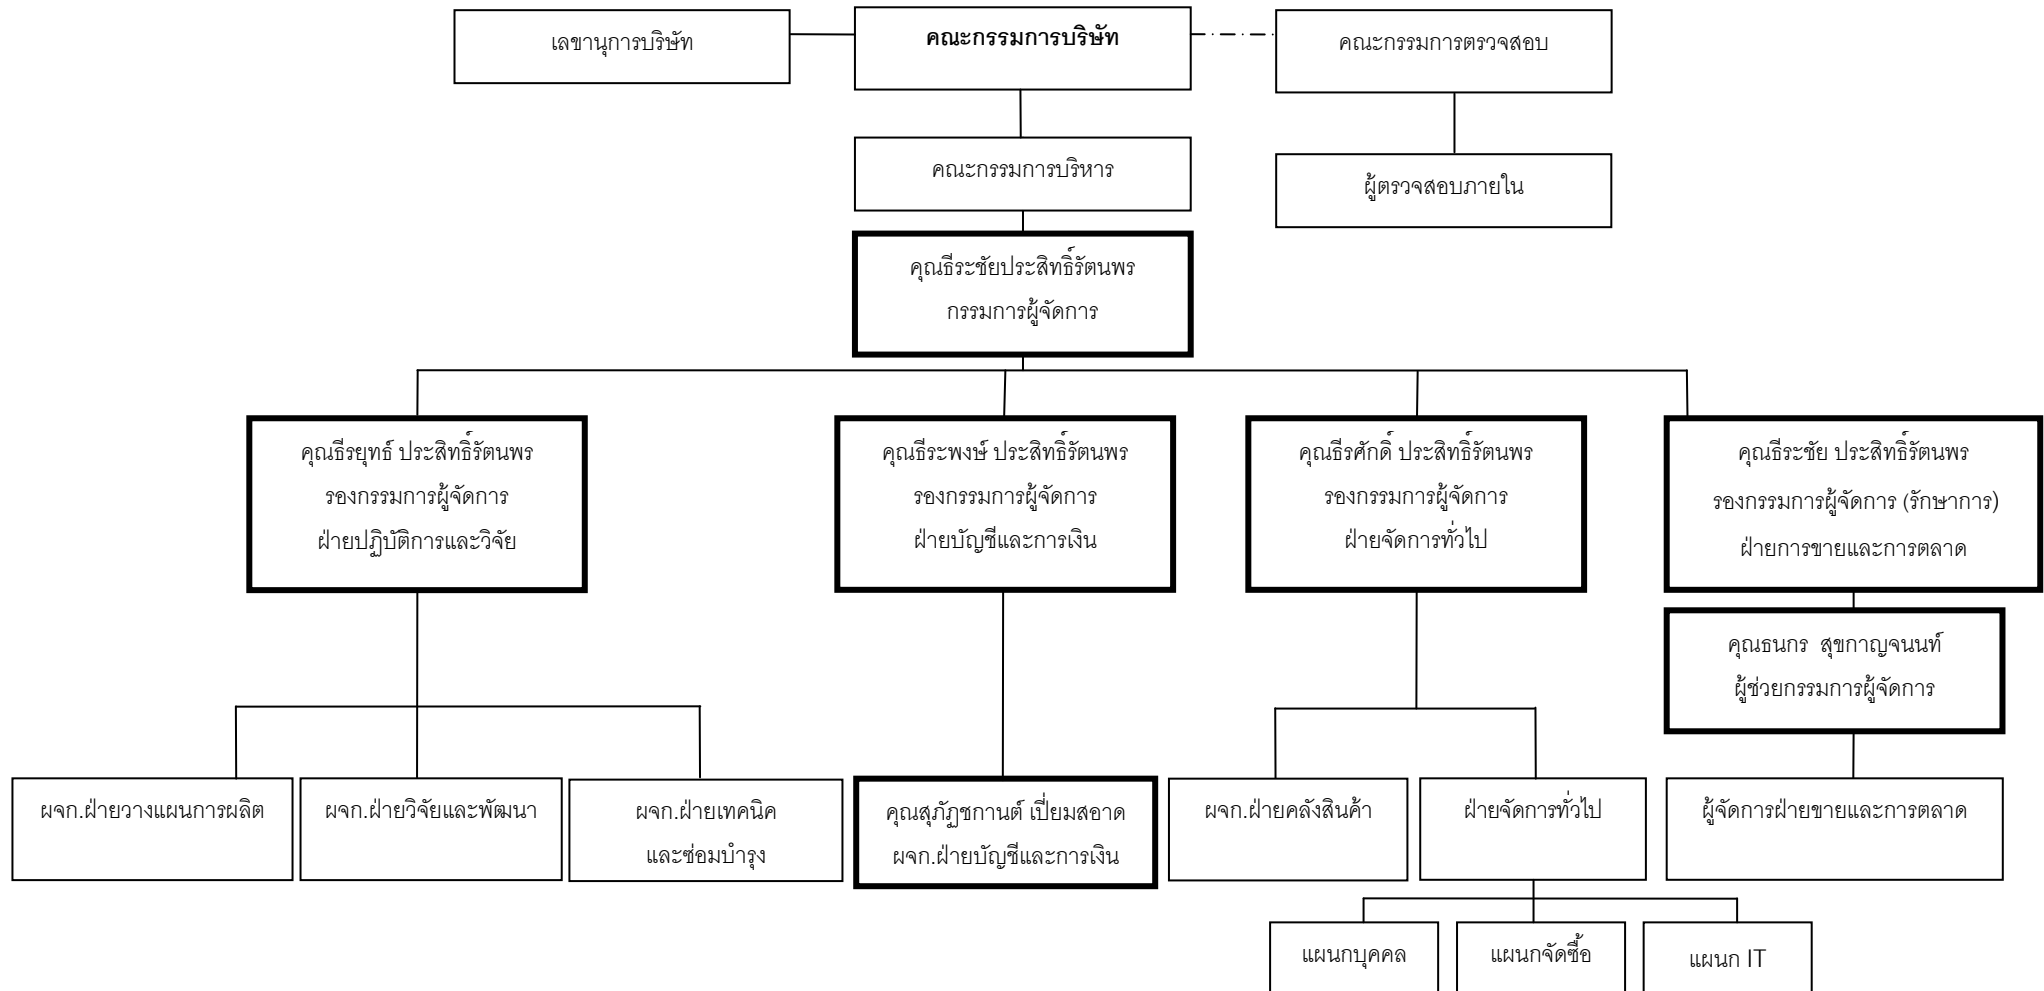 เลขานุการบริษัท
คณะกรรมการบริษัท
คณะกรรมการตรวจสอบ
คณะกรรมการบริหาร
ผู้ตรวจสอบภายใน
คุณธีระชัยประสิทธิ์รัตนพร
กรรมการผู้จัดการ
คุณธีรยุทธ์ ประสิทธิ์รัตนพร
รองกรรมการผู้จัดการ
ฝ่ายปฏิบัติการและวิจัย
คุณธีระพงษ์ ประสิทธิ์รัตนพร
รองกรรมการผู้จัดการ
ฝ่ายบัญชีและการเงิน
คุณธีรศักดิ์ ประสิทธิ์รัตนพร
รองกรรมการผู้จัดการ
ฝ่ายจัดการทั่วไป
คุณธีระชัย ประสิทธิ์รัตนพร
รองกรรมการผู้จัดการ (รักษาการ)
ฝ่ายการขายและการตลาด
คุณธนกร สุขกาญจนนท์
ผู้ช่วยกรรมการผู้จัดการ
ผจก.ฝ่ายวางแผนการผลิต
ผจก.ฝ่ายวิจัยและพัฒนา
ผจก.ฝ่ายเทคนิค
และซ่อมบำรุง
คุณสุภัฏชกานต์ เปี่ยมสอาด
ผจก.ฝ่ายบัญชีและการเงิน
ผจก.ฝ่ายคลังสินค้า
ฝ่ายจัดการทั่วไป
ผู้จัดการฝ่ายขายและการตลาด
แผนกบุคคล
แผนกจัดซื้อ
แผนก IT